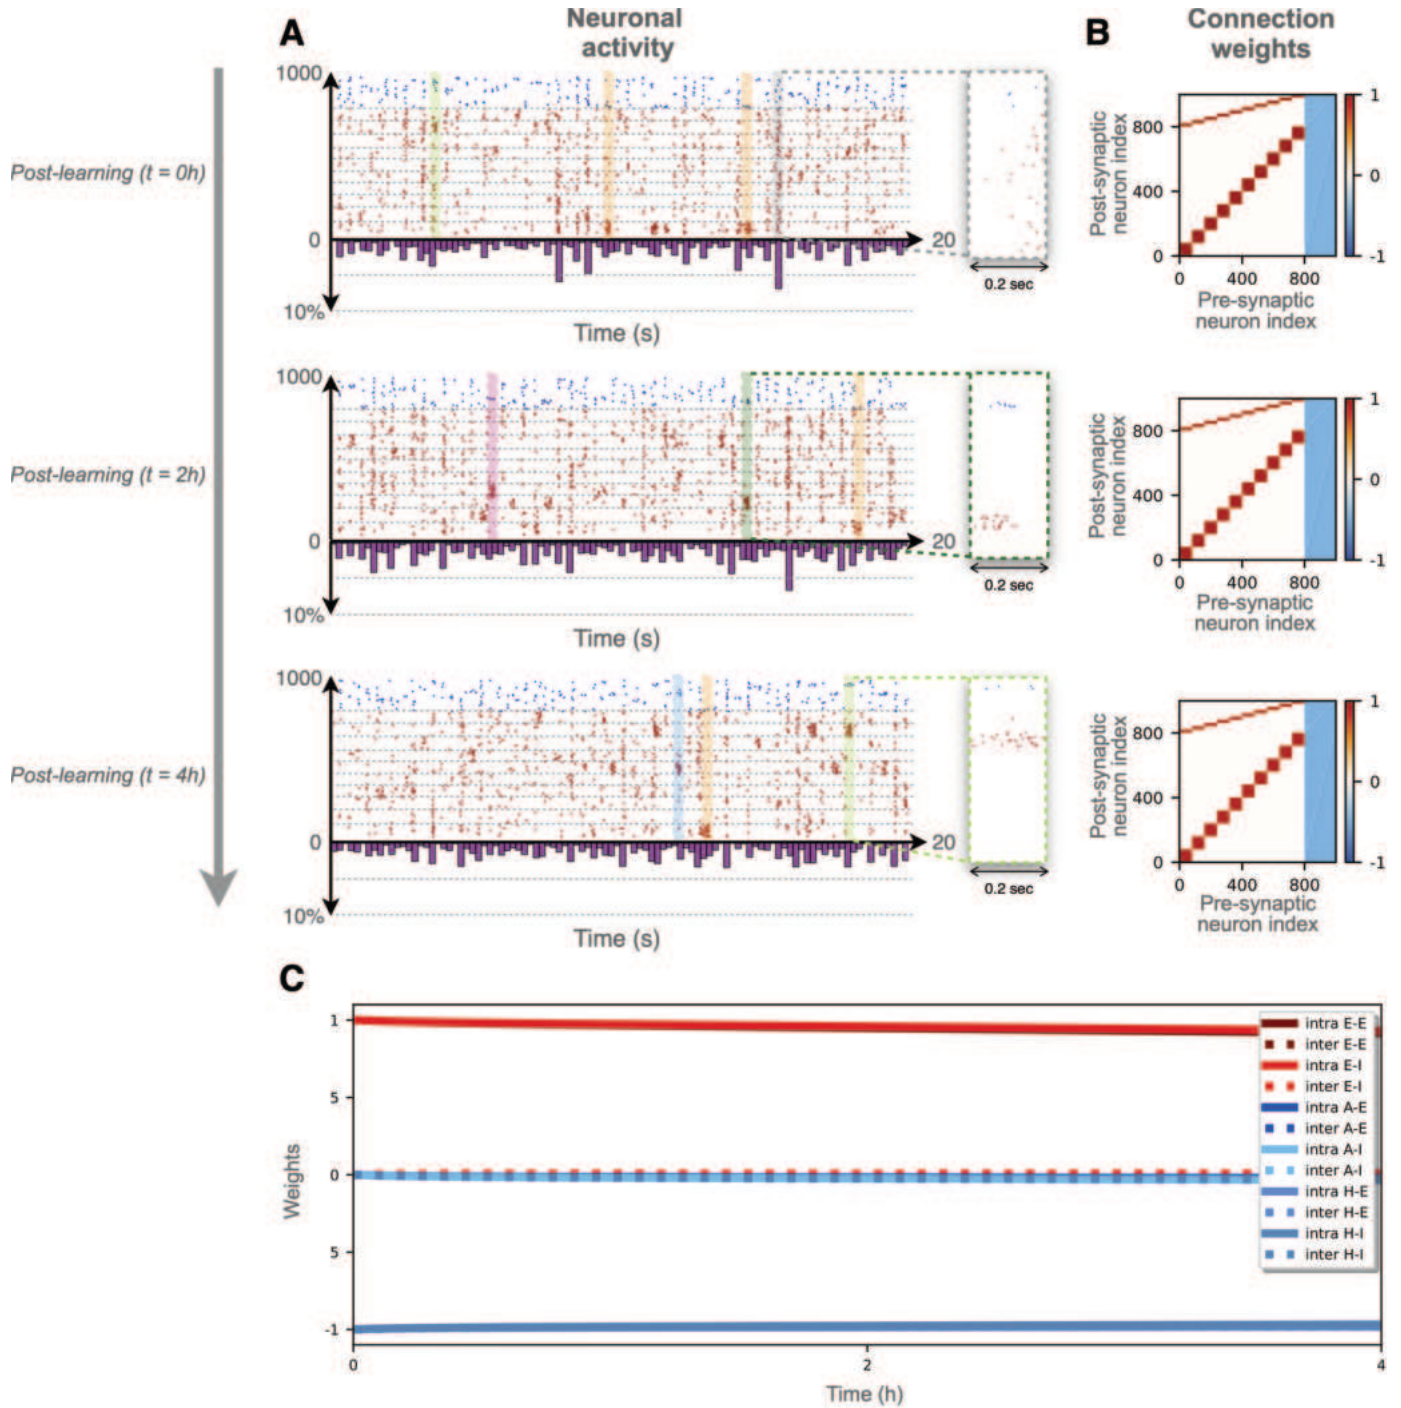 A
Neuronal
activity
B
Connection
weights
Post-learning (t = 0h)
1000
0
10%
20
Time (s)
0.2 sec
Post-synaptic
neuron index
800
400
0
0 400 800
1
0
-1
Pre-synaptic
neuron index
Post-learning (t = 2h)
1000
0
10%
20
Time (s)
0.2 sec
Post-synaptic
neuron index
800
400
0
0 400 800
1
0
-1
Pre-synaptic
neuron index
Post-learning (t = 4h)
1000
0
10%
20
Time (s)
0.2 sec
Post-synaptic
neuron index
800
400
0
0 400 800
1
0
-1
Pre-synaptic
neuron index
C
Weights
1
5
0
5
-1
0 2 4
Time (h)
intra E-E
inter E-E
intra E-I
inter E-I
intra A-E
inter A-E
intra A-I
inter A-I
intra H-E
inter H-E
intra H-I
inter H-I